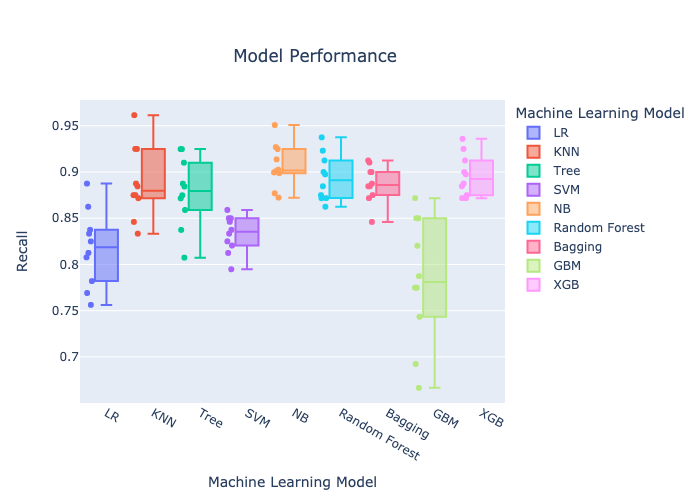 Model Performance
Machine Learning Model
LR
KNN
Tree
SVM
NB
Random Forest
Bagging
GBM
XGB
0.95
0.9
0.85
0.8
0.75
0.7
Recall
LR
KNN
Tree
SVM
NB
Random Forest
Bagging
GBM
XGB
Machine Learning Model